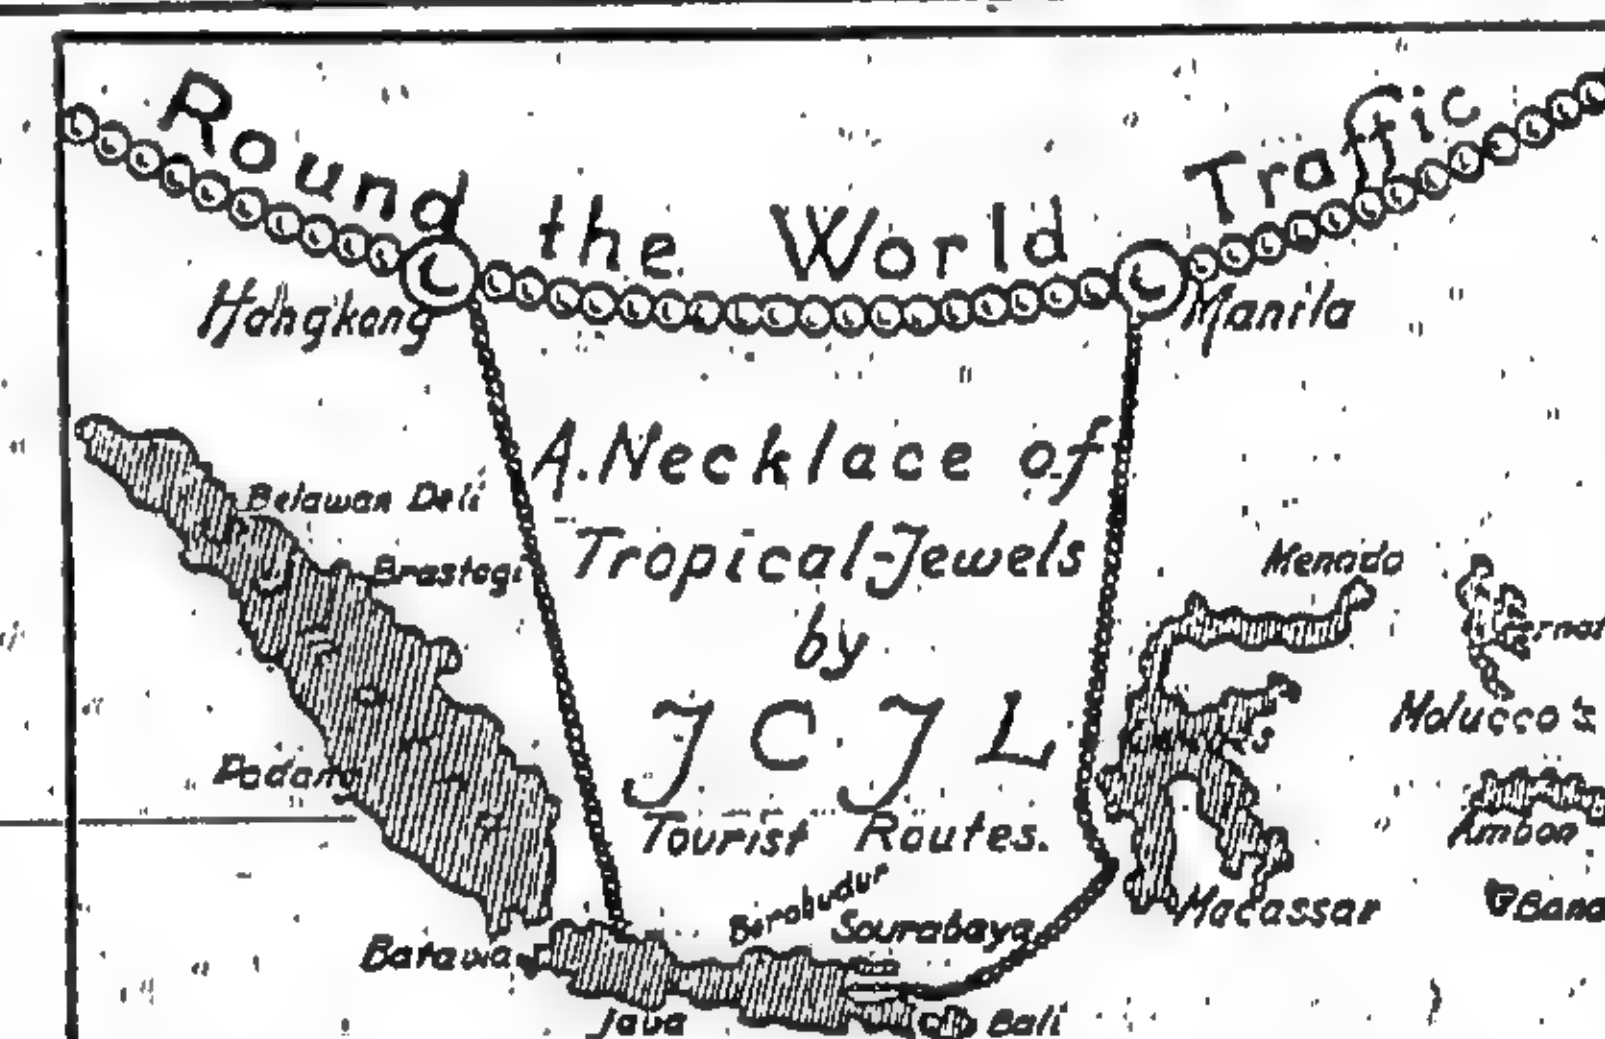 Round the World Traffic
Hongkong
Manila
A. Necklace of
Tropical-Jewels
by
J C J L
Tourist Routes.
Belawan Deli
Brastagi
Padang
Batavia
Java
Borobudur
Sourabaya
Bali
Menado
Molucco's
Ambon
Macassar